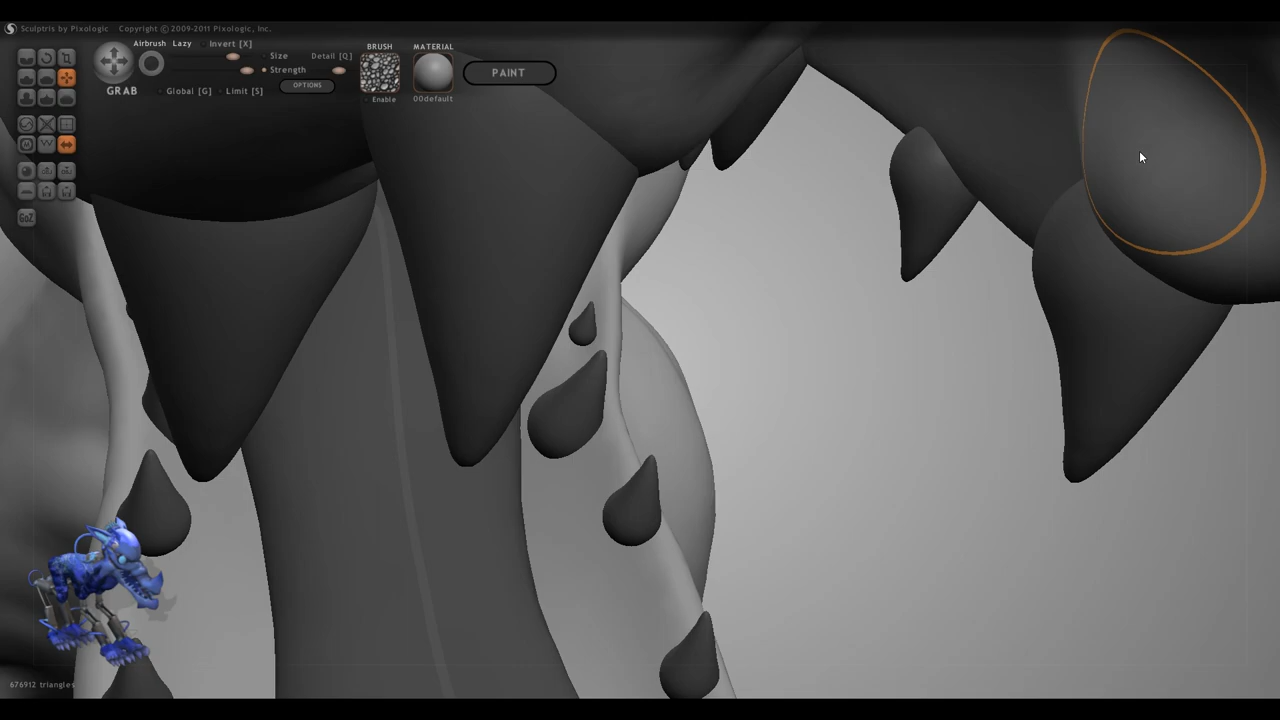 Sculptris by Pixologic Copyright © 2009-2011 Pixologic, Inc.
Airbrush Lazy Invert [X]
Size Detail [Q]
Strength
GRAB Global [G] Limit [S] OPTIONS
BRUSH
Enable
MATERIAL
00default
PAINT
GoZ
676912 triangles